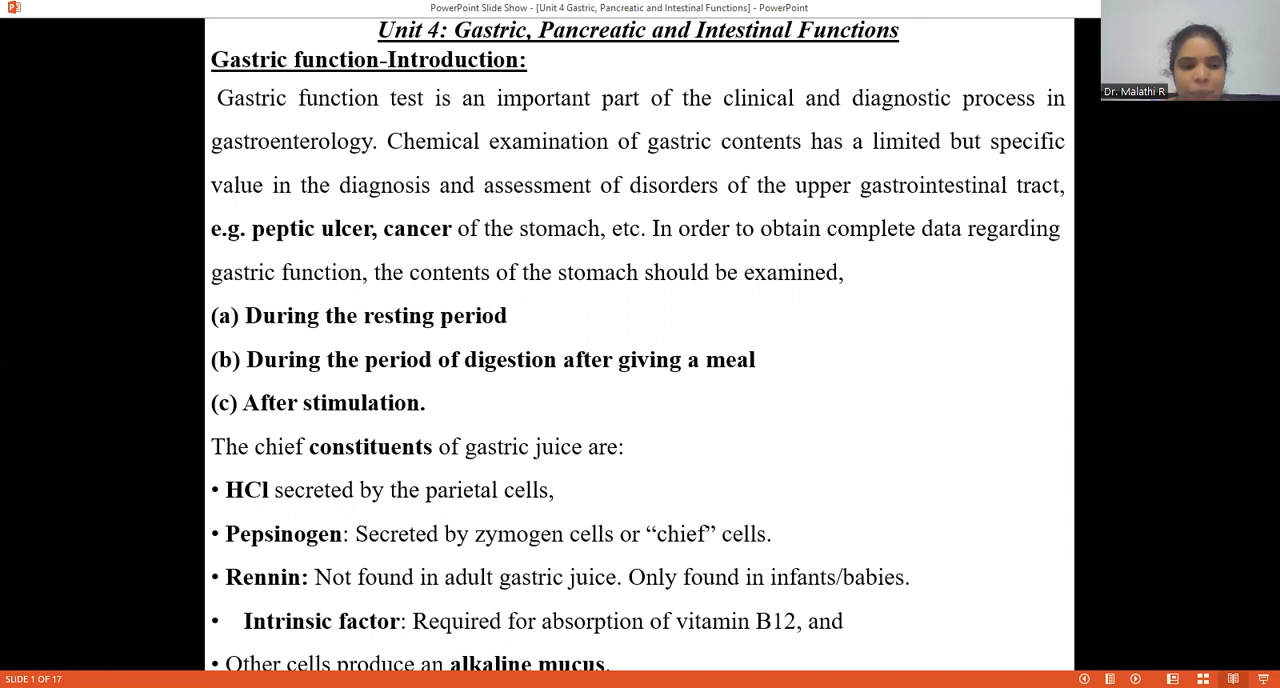 PowerPoint Slide Show - [Unit 4 Gastric, Pancreatic and Intestinal Functions] - PowerPoint
Unit 4: Gastric, Pancreatic and Intestinal Functions
Gastric function-Introduction:
Gastric function test is an important part of the clinical and diagnostic process in
gastroenterology. Chemical examination of gastric contents has a limited but specific
value in the diagnosis and assessment of disorders of the upper gastrointestinal tract,
e.g. peptic ulcer, cancer of the stomach, etc. In order to obtain complete data regarding
gastric function, the contents of the stomach should be examined,
(a) During the resting period
(b) During the period of digestion after giving a meal
(c) After stimulation.
The chief constituents of gastric juice are:
• HCl secreted by the parietal cells,
• Pepsinogen: Secreted by zymogen cells or “chief” cells.
• Rennin: Not found in adult gastric juice. Only found in infants/babies.
• Intrinsic factor: Required for absorption of vitamin B12, and
• Other cells produce an alkaline mucus.
Dr. Malathi R
SLIDE 1 OF 17